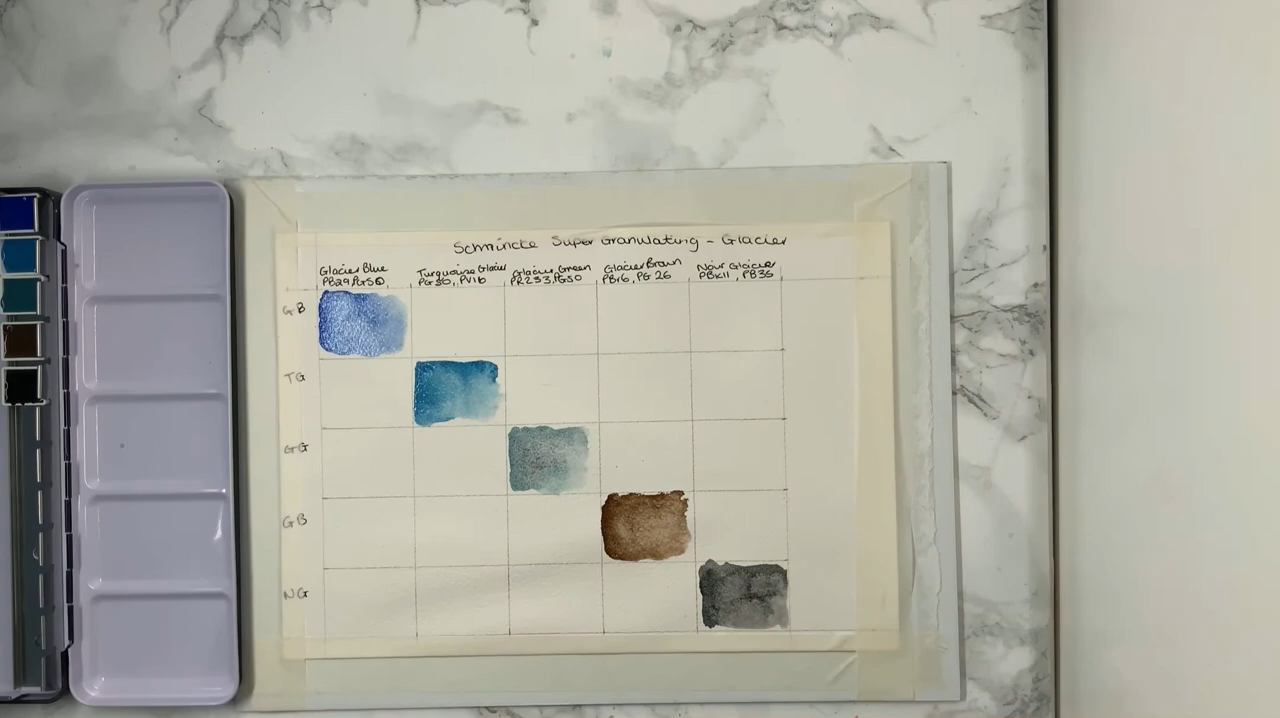 Schmincke Super Granulating - Glacier
Glacier Blue
PB29, PG50
Turquoise Glacier
PG36, PV16
Glacier Green
PR233, PG50
Glacier Brown
PBr6, PG26
Noir Glacier
PBk11, PB36
GB
TG
GG
GB
NG